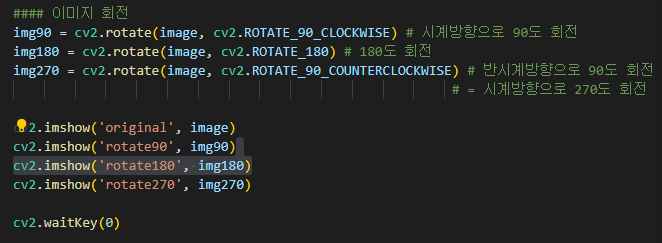 #### 이미지 회전
img90 = cv2.rotate(image, cv2.ROTATE_90_CLOCKWISE) # 시계방향으로 90도 회전
img180 = cv2.rotate(image, cv2.ROTATE_180) # 180도 회전
img270 = cv2.rotate(image, cv2.ROTATE_90_COUNTERCLOCKWISE) # 반시계방향으로 90도 회전
# = 시계방향으로 270도 회전
c 2.imshow('original', image)
cv2.imshow('rotate90', img90)
cv2.imshow('rotate180', img180)
cv2.imshow('rotate270', img270)
cv2.waitKey(0)